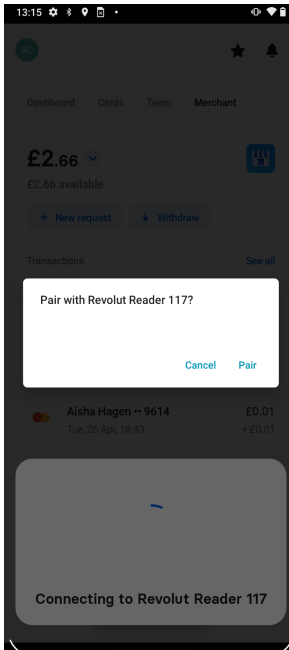 13:15
AC
Dashboard Cards Team Merchant
£2.66
£2.66 available
+ New request Withdraw
Transactions See all
Pair with Revolut Reader 117?
Cancel Pair
Aisha Hagen •• 9614 £0.01
Tue, 26 Apr, 18:43 + £0.01
Connecting to Revolut Reader 117